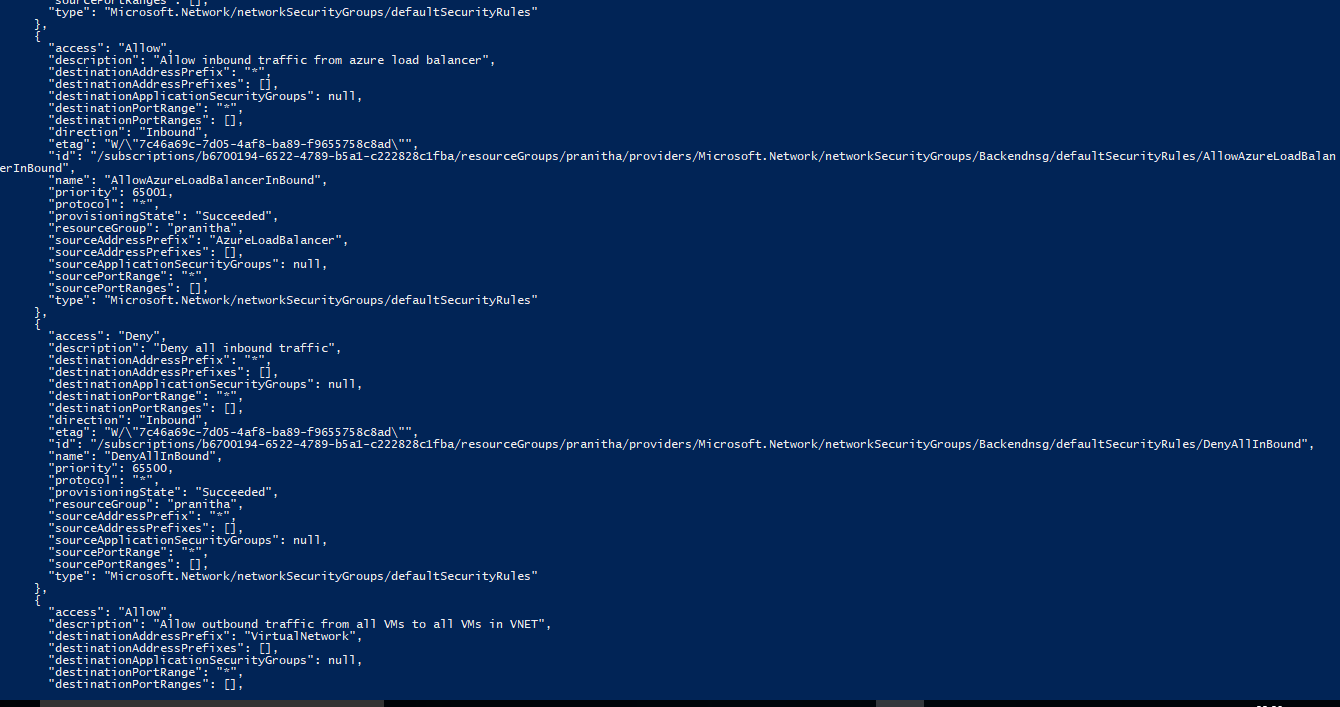 "sourcePortRanges": [],
"type": "Microsoft.Network/networkSecurityGroups/defaultSecurityRules"
},
{
"access": "Allow",
"description": "Allow inbound traffic from azure load balancer",
"destinationAddressPrefix": "*",
"destinationAddressPrefixes": [],
"destinationApplicationSecurityGroups": null,
"destinationPortRange": "*",
"destinationPortRanges": [],
"direction": "Inbound",
"etag": "W/\"7c46a69c-7d05-4af8-ba89-f9655758c8ad\"",
"id": "/subscriptions/b6700194-6522-4789-b5a1-c222828c1fba/resourceGroups/pranitha/providers/Microsoft.Network/networkSecurityGroups/Backendnsg/defaultSecurityRules/AllowAzureLoadBalan
erInBound",
"name": "AllowAzureLoadBalancerInBound",
"priority": 65001,
"protocol": "*",
"provisioningState": "Succeeded",
"resourceGroup": "pranitha",
"sourceAddressPrefix": "AzureLoadBalancer",
"sourceAddressPrefixes": [],
"sourceApplicationSecurityGroups": null,
"sourcePortRange": "*",
"sourcePortRanges": [],
"type": "Microsoft.Network/networkSecurityGroups/defaultSecurityRules"
},
{
"access": "Deny",
"description": "Deny all inbound traffic",
"destinationAddressPrefix": "*",
"destinationAddressPrefixes": [],
"destinationApplicationSecurityGroups": null,
"destinationPortRange": "*",
"destinationPortRanges": [],
"direction": "Inbound",
"etag": "W/\"7c46a69c-7d05-4af8-ba89-f9655758c8ad\"",
"id": "/subscriptions/b6700194-6522-4789-b5a1-c222828c1fba/resourceGroups/pranitha/providers/Microsoft.Network/networkSecurityGroups/Backendnsg/defaultSecurityRules/DenyAllInBound",
"name": "DenyAllInBound",
"priority": 65500,
"protocol": "*",
"provisioningState": "Succeeded",
"resourceGroup": "pranitha",
"sourceAddressPrefix": "*",
"sourceAddressPrefixes": [],
"sourceApplicationSecurityGroups": null,
"sourcePortRange": "*",
"sourcePortRanges": [],
"type": "Microsoft.Network/networkSecurityGroups/defaultSecurityRules"
},
{
"access": "Allow",
"description": "Allow outbound traffic from all VMs to all VMs in VNET",
"destinationAddressPrefix": "VirtualNetwork",
"destinationAddressPrefixes": [],
"destinationApplicationSecurityGroups": null,
"destinationPortRange": "*",
"destinationPortRanges": [],